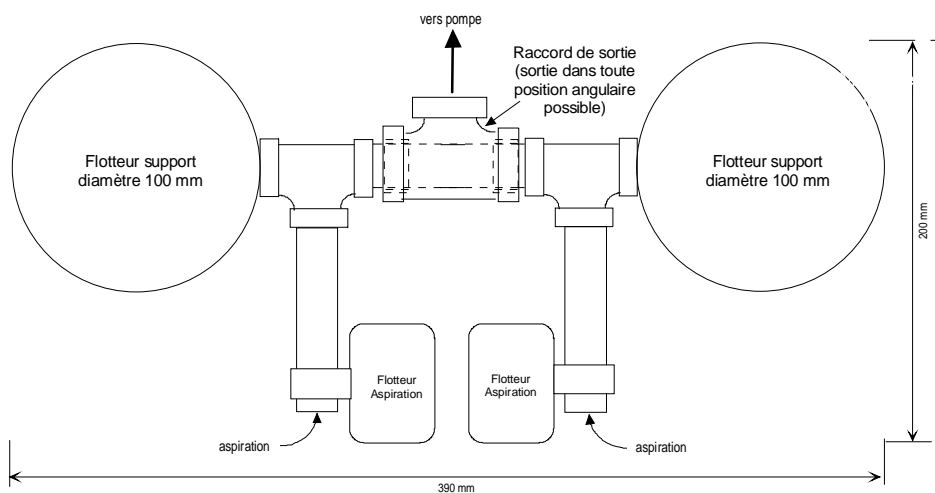 vers pompe
Raccord de sortie
(sortie dans toute
position angulaire
possible)
Flotteur support
diamètre 100 mm
Flotteur support
diamètre 100 mm
200 mm
Flotteur
Aspiration
Flotteur
Aspiration
aspiration
aspiration
390 mm